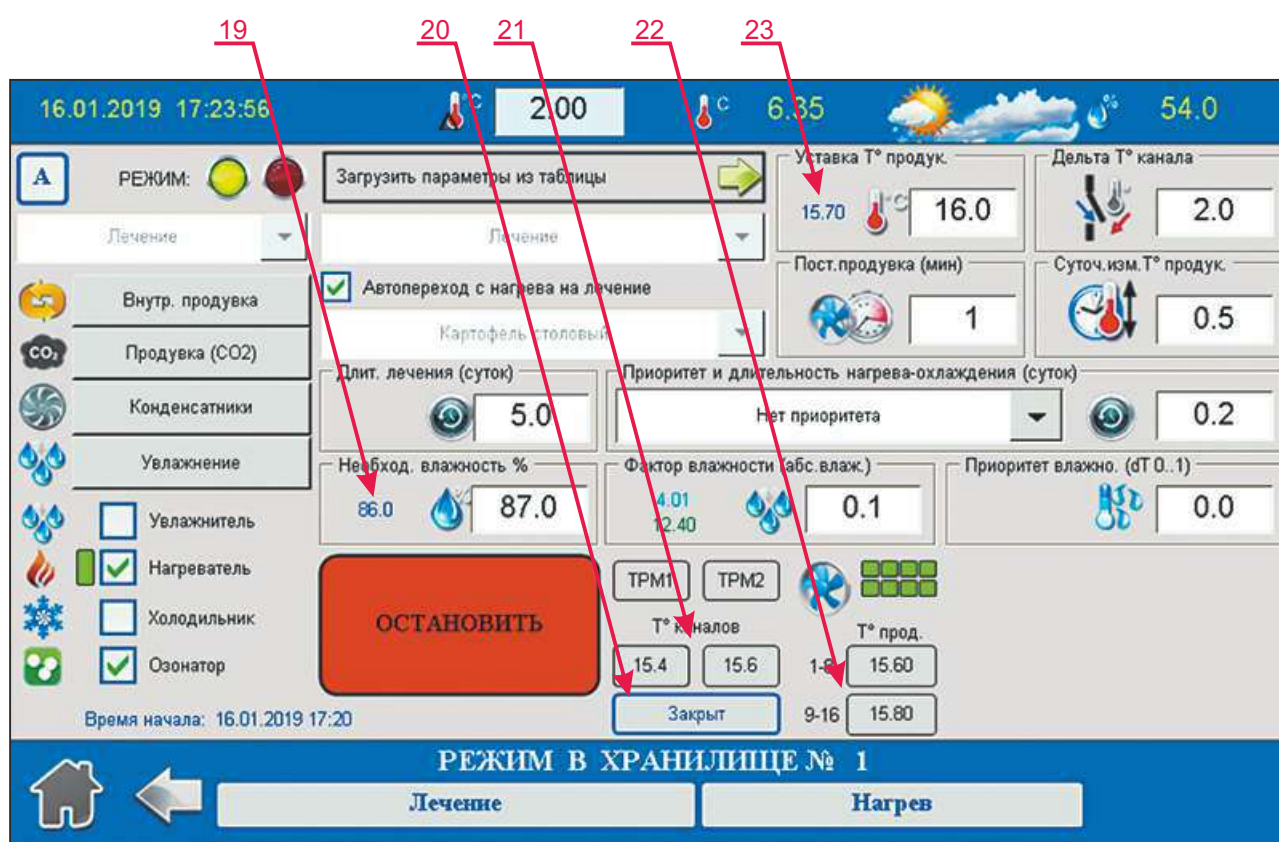 19 20 21 22 23
16.01.2019 17:23:56 °C 2.00 °C 6.35 % 54.0
A РЕЖИМ: Загрузить параметры из таблицы
Уставка T° продук.
15.70 °C 16.0
Дельта T° канала
2.0
Лечение
Лечение
Пост.продувка (мин)
1
Суточ.изм.T° продук.
0.5
Внутр. продувка
Автопереход с нагрева на лечение
CO₂ Продувка (CO2)
Картофель столовый
Конденсатники
Длит. лечения (суток)
5.0
Приоритет и длительность нагрева-охлаждения (суток)
Нет приоритета 0.2
Увлажнение
Необход. влажность %
86.0 87.0
Фактор влажности (абс.влаж.)
4.01
12.40
0.1
Приоритет влажно. (dT 0..1)
0.0
Увлажнитель
Нагреватель
Холодильник
Озонатор
ОСТАНОВИТЬ
ТРМ1 ТРМ2
T° каналов
15.4 15.6
Закрыт
T° прод.
1-8 15.60
9-16 15.80
Время начала: 16.01.2019 17:20
РЕЖИМ В ХРАНИЛИЩЕ № 1
Лечение Нагрев